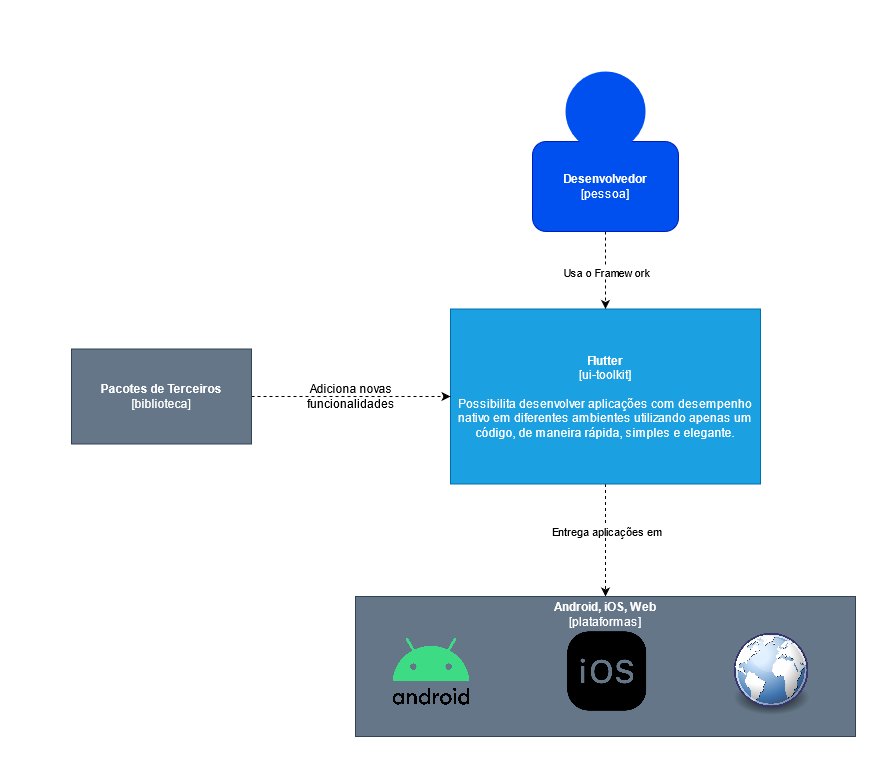 Desenvolvedor
[pessoa]
Usa o Framework
Flutter
[ui-toolkit]
Possibilita desenvolver aplicações com desempenho
nativo em diferentes ambientes utilizando apenas um
código, de maneira rápida, simples e elegante.
Pacotes de Terceiros
[biblioteca]
Adiciona novas
funcionalidades
Entrega aplicações em
Android, iOS, Web
[plataformas]
android
iOS